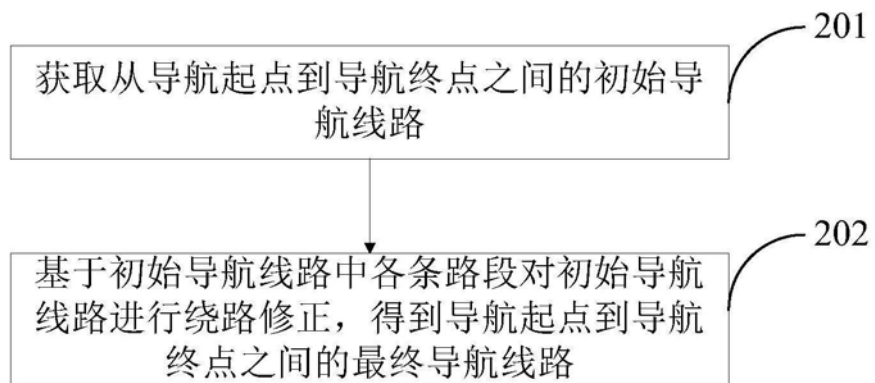 201
获取从导航起点到导航终点之间的初始导
航线路
202
基于初始导航线路中各条路段对初始导航
线路进行绕路修正，得到导航起点到导航
终点之间的最终导航线路